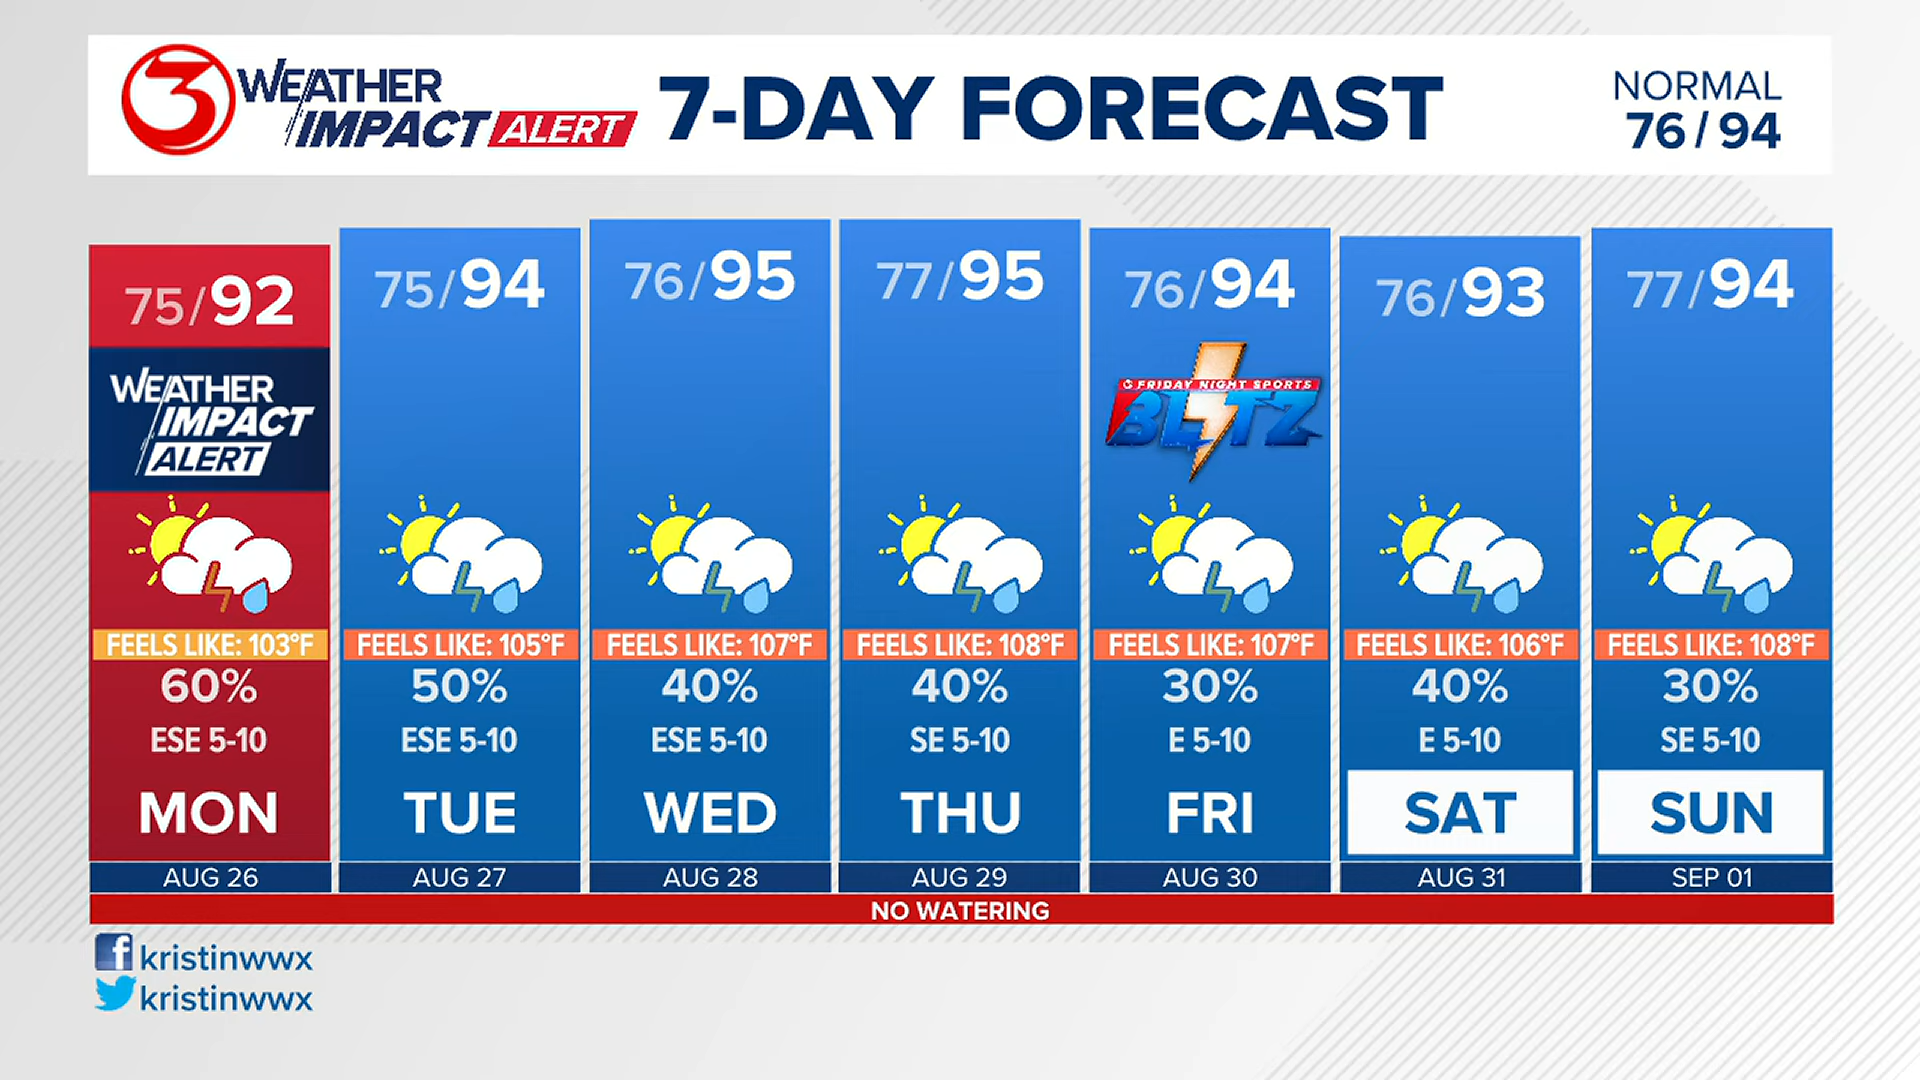 3 WEATHER IMPACT ALERT
7-DAY FORECAST
NORMAL
76/94
75/92
WEATHER
IMPACT
ALERT
FEELS LIKE: 103°F
60%
ESE 5-10
MON
AUG 26
75/94
FEELS LIKE: 105°F
50%
ESE 5-10
TUE
AUG 27
76/95
FEELS LIKE: 107°F
40%
ESE 5-10
WED
AUG 28
77/95
FEELS LIKE: 108°F
40%
SE 5-10
THU
AUG 29
76/94
3 FRIDAY NIGHT SPORTS
BLITZ
FEELS LIKE: 107°F
30%
E 5-10
FRI
AUG 30
76/93
FEELS LIKE: 106°F
40%
E 5-10
SAT
AUG 31
77/94
FEELS LIKE: 108°F
30%
SE 5-10
SUN
SEP 01
NO WATERING
f kristinwwx
kristinwwx